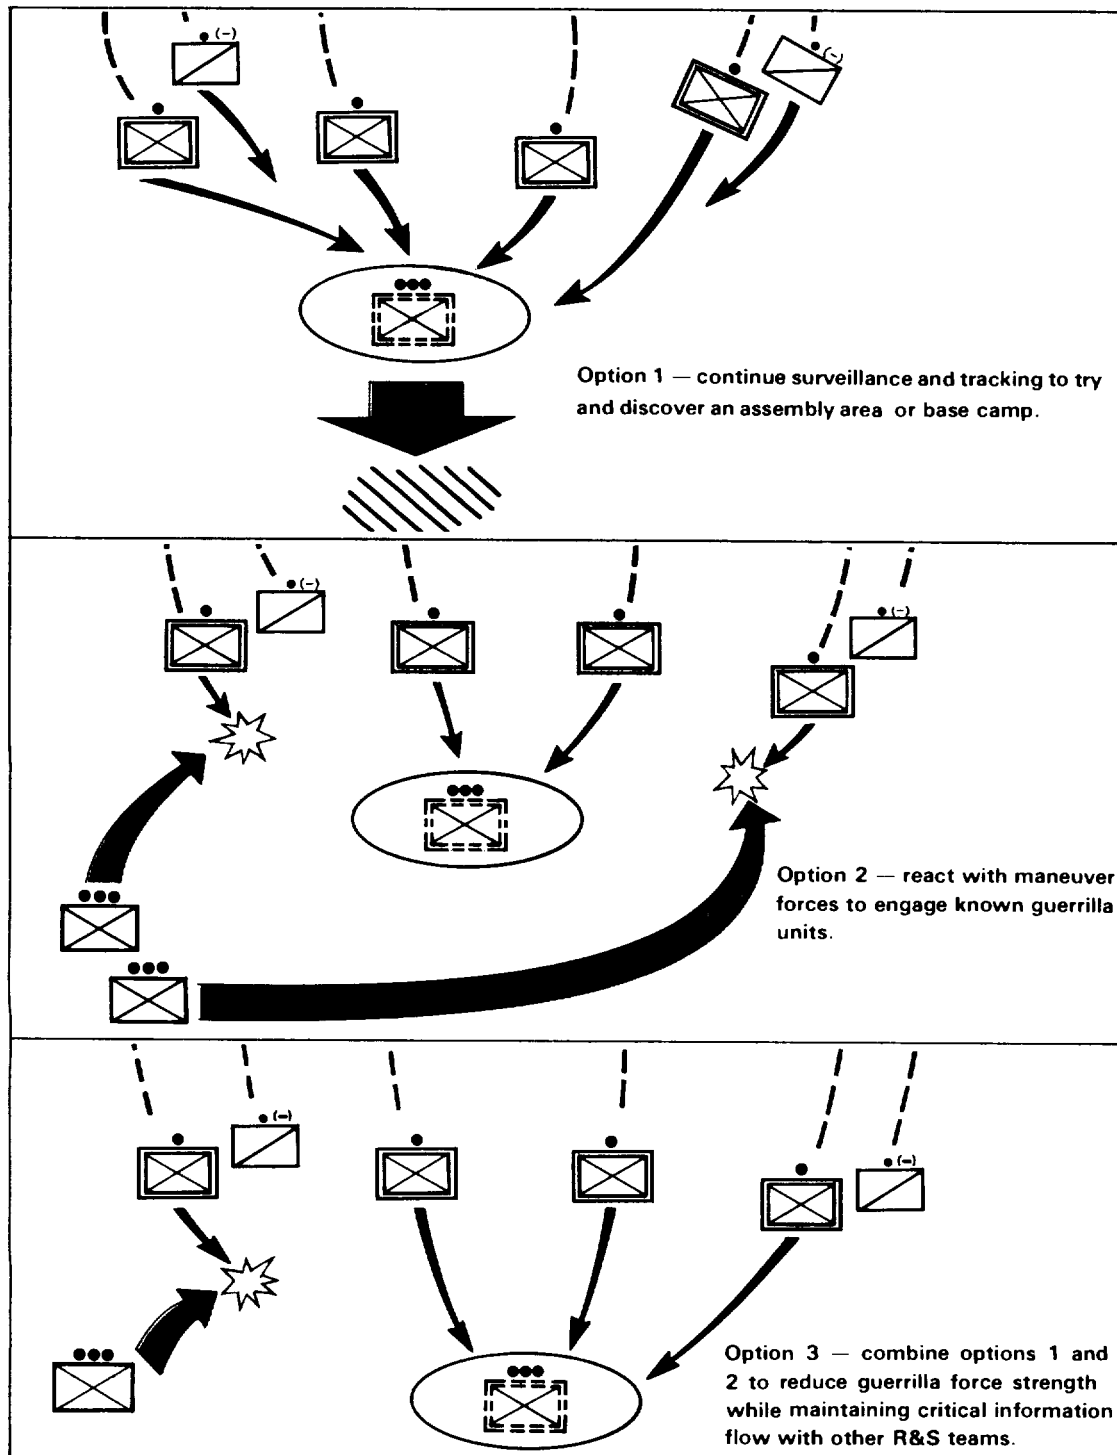 (-)
(-)
Option 1 — continue surveillance and tracking to try
and discover an assembly area or base camp.
(-)
(-)
Option 2 — react with maneuver
forces to engage known guerrilla
units.
(-)
(-)
Option 3 — combine options 1 and
2 to reduce guerrilla force strength
while maintaining critical information
flow with other R&S teams.